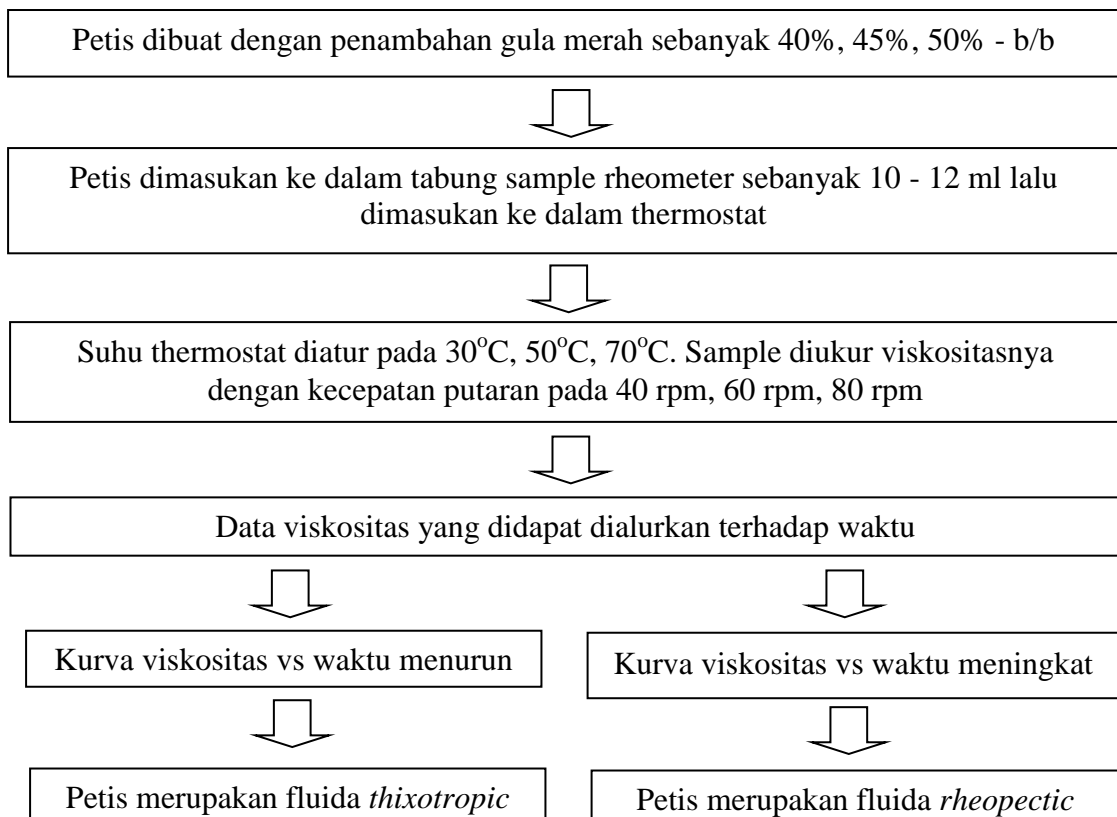 Petis dibuat dengan penambahan gula merah sebanyak 40%, 45%, 50% - b/b
Petis dimasukan ke dalam tabung sample rheometer sebanyak 10 - 12 ml lalu
dimasukan ke dalam thermostat
Suhu thermostat diatur pada 30°C, 50°C, 70°C. Sample diukur viskositasnya
dengan kecepatan putaran pada 40 rpm, 60 rpm, 80 rpm
Data viskositas yang didapat dialurkan terhadap waktu
Kurva viskositas vs waktu menurun
Kurva viskositas vs waktu meningkat
Petis merupakan fluida thixotropic
Petis merupakan fluida rheopectic